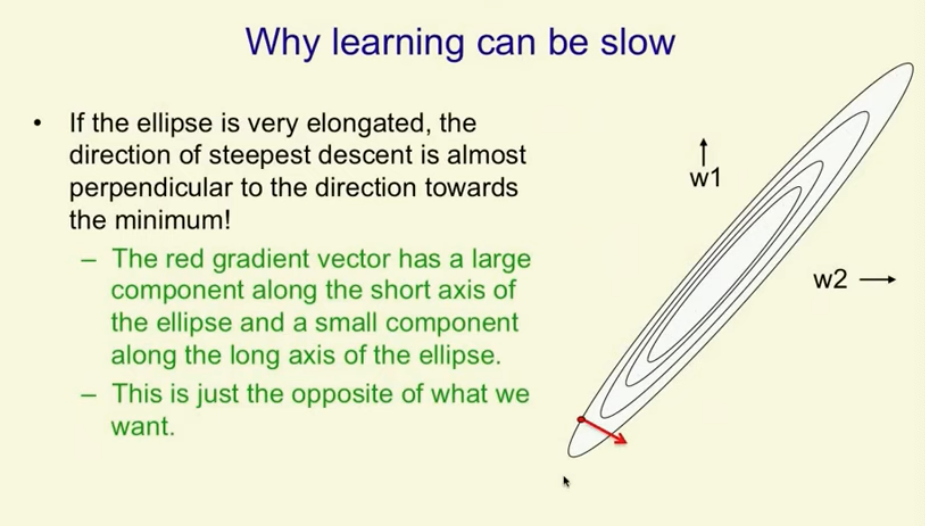 Why learning can be slow
• If the ellipse is very elongated, the
direction of steepest descent is almost
perpendicular to the direction towards
the minimum!
– The red gradient vector has a large
component along the short axis of
the ellipse and a small component
along the long axis of the ellipse.
– This is just the opposite of what we
want.
w1
w2